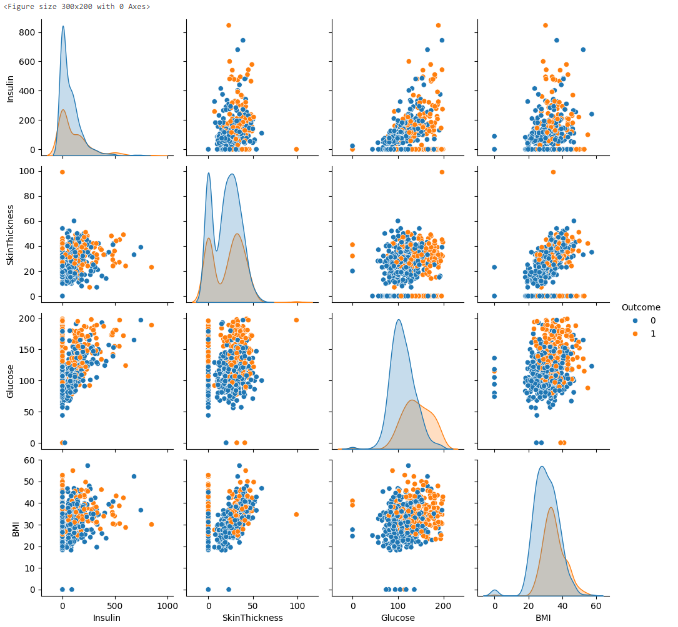 <Figure size 300x200 with 0 Axes>
Insulin
800
600
400
200
0
SkinThickness
100
80
60
40
20
0
Outcome
0
1
Glucose
200
150
100
50
0
BMI
60
50
40
30
20
10
0
0 500 1000
0 50 100
0 100 200
0 20 40 60
Insulin
SkinThickness
Glucose
BMI